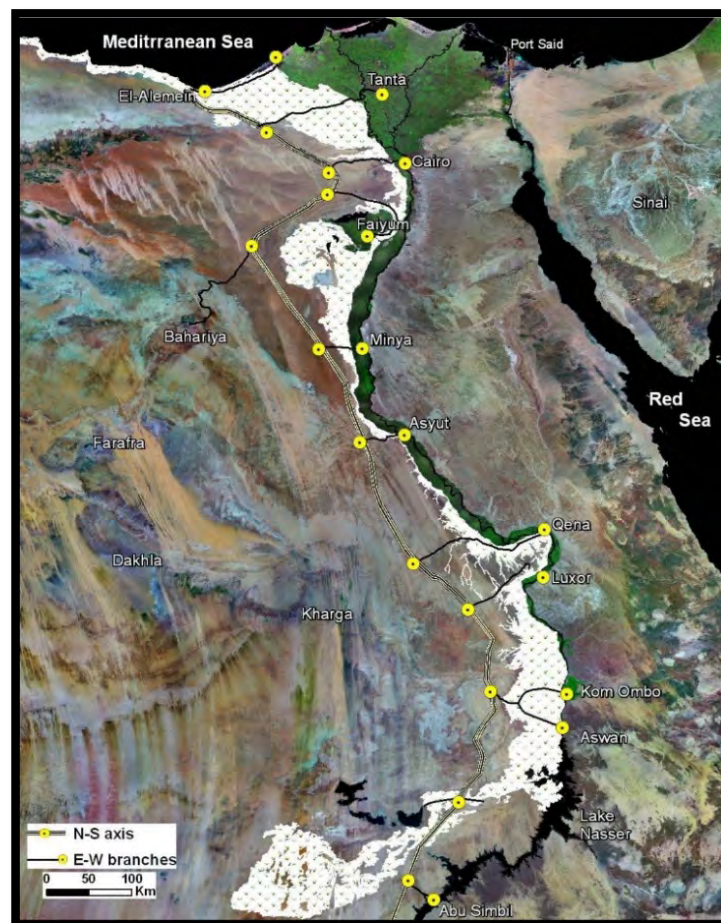 Meditrranean Sea
Port Said
Tanta
El-Alemein
Cairo
Sinai
Faiyum
Bahariya
Minya
Red
Sea
Asyut
Farafra
Qena
Dakhla
Luxor
Kharga
Kom Ombo
Aswan
Lake
Nasser
N-S axis
E-W branches
0 50 100
Km
Abu Simbil